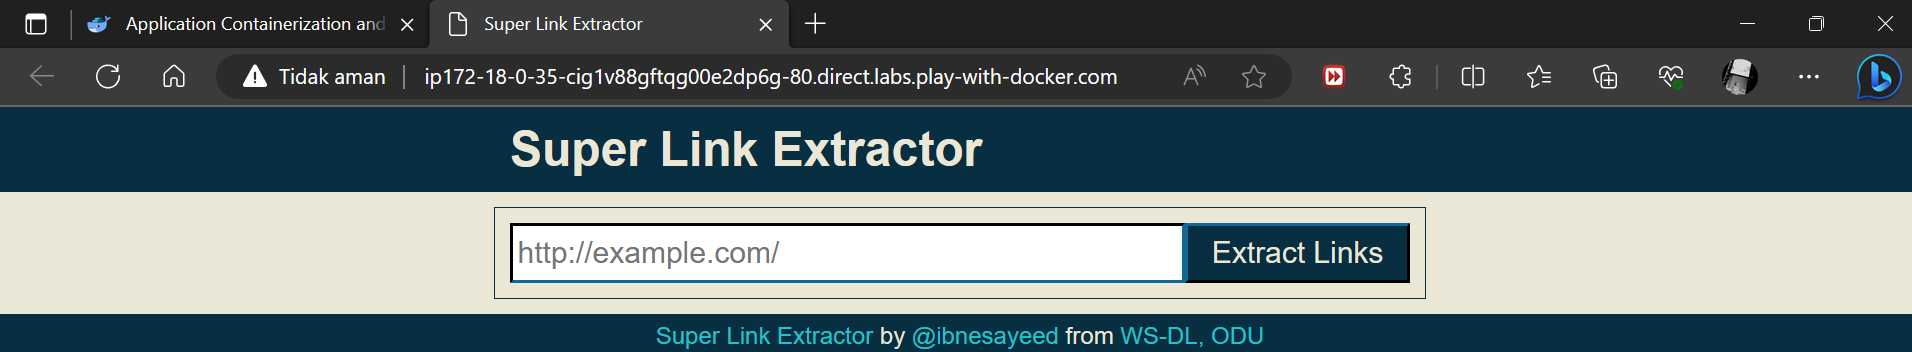 Application Containerization and
Super Link Extractor
Tidak aman
ip172-18-0-35-cig1v88gftqg00e2dp6g-80.direct.labs.play-with-docker.com
Super Link Extractor
http://example.com/
Extract Links
Super Link Extractor by @ibnesayeed from WS-DL, ODU